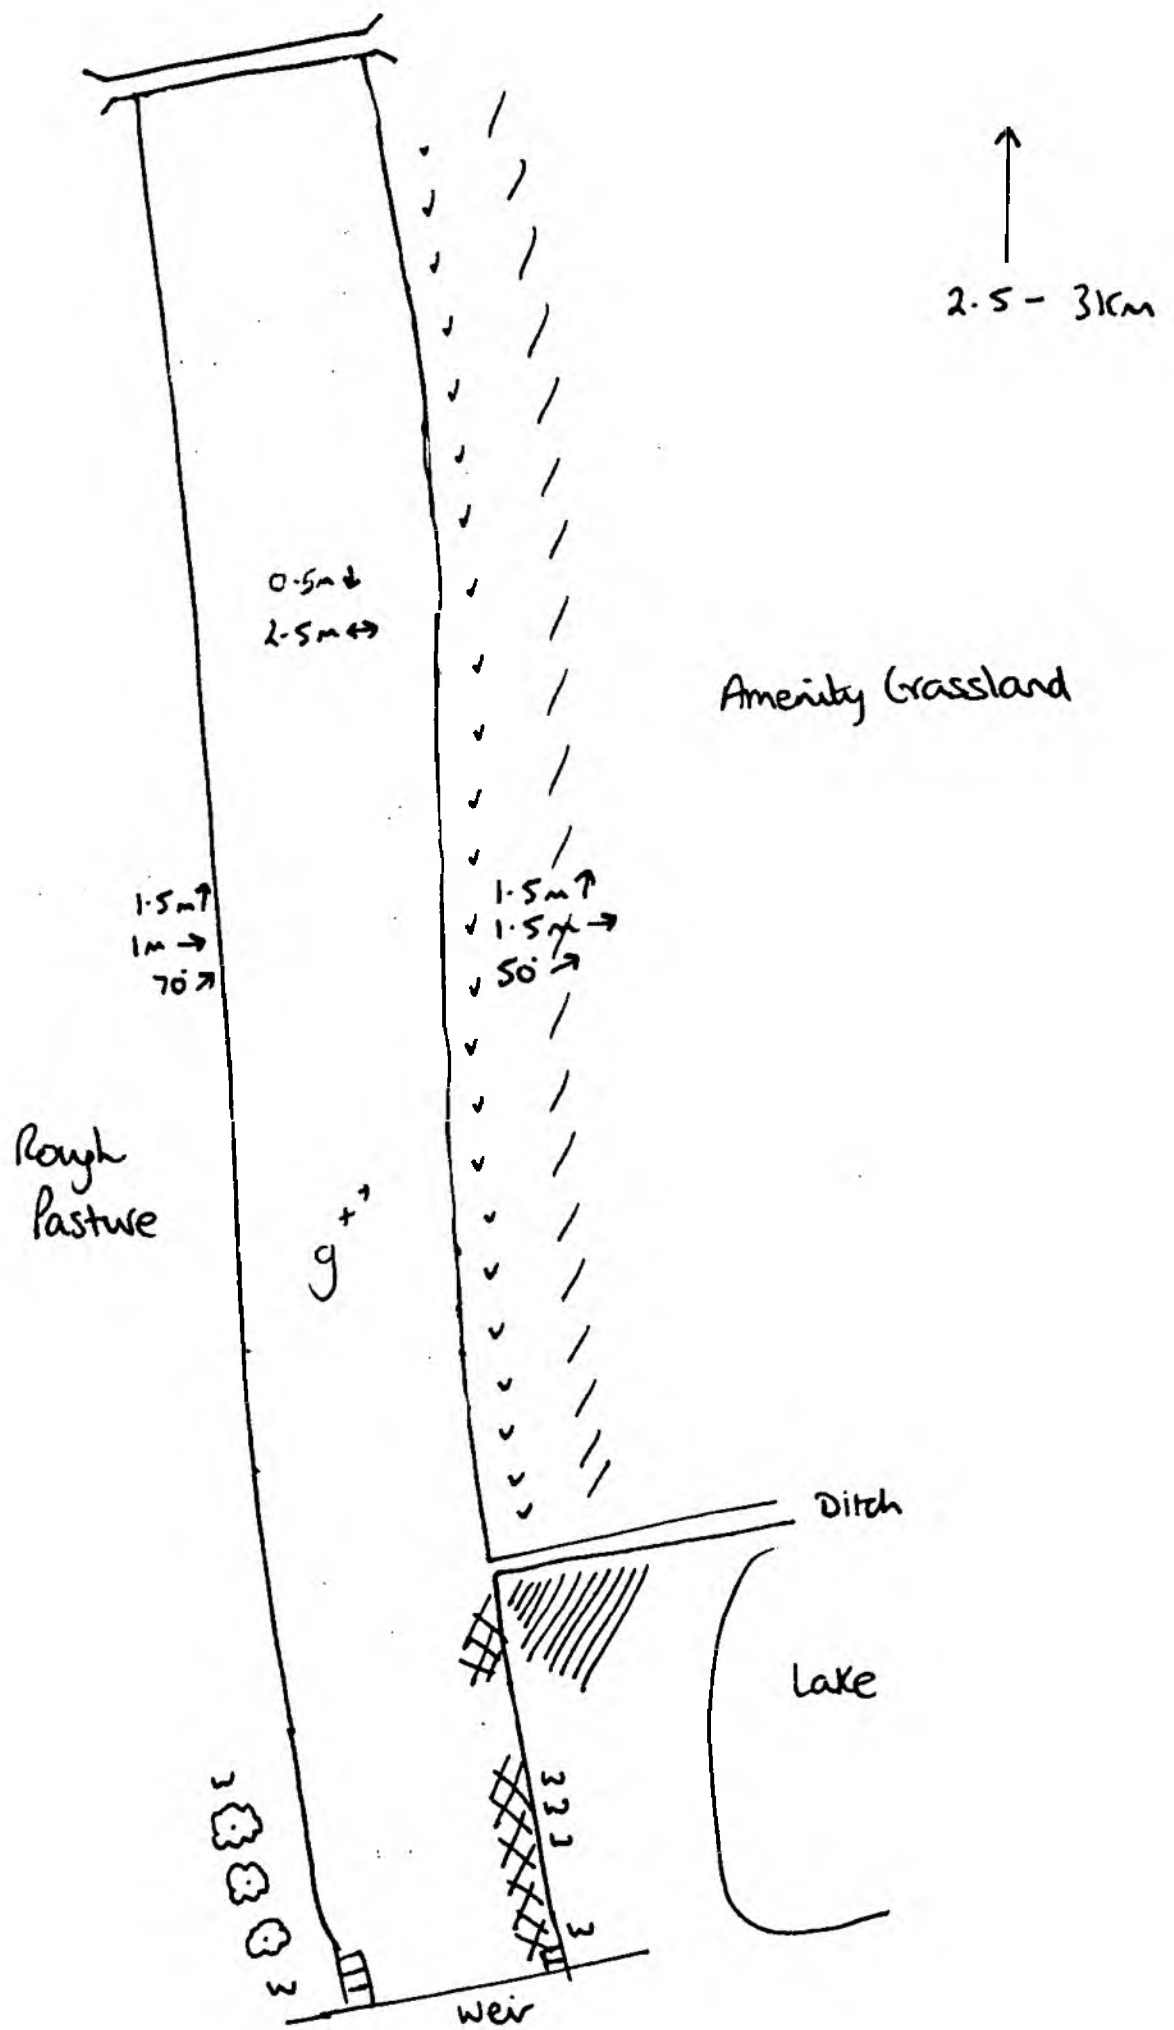 2.5 - 3Km
0.5m ↓
2.5m ↔
Amenity Grassland
1.5m ↑
1m →
70° ↗
1.5m ↑
1.5m →
50° ↗
Rough
Pasture
g
Ditch
Lake
Weir